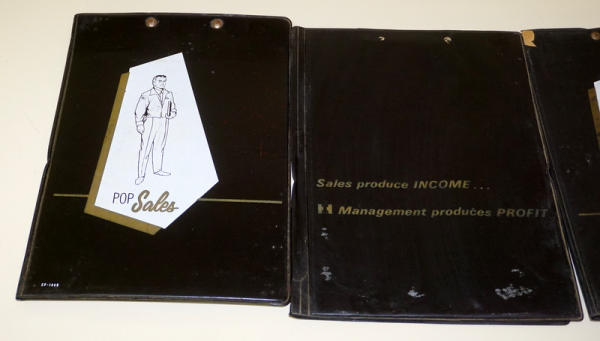 POP Sales
Sales produce INCOME...
Management produces PROFIT